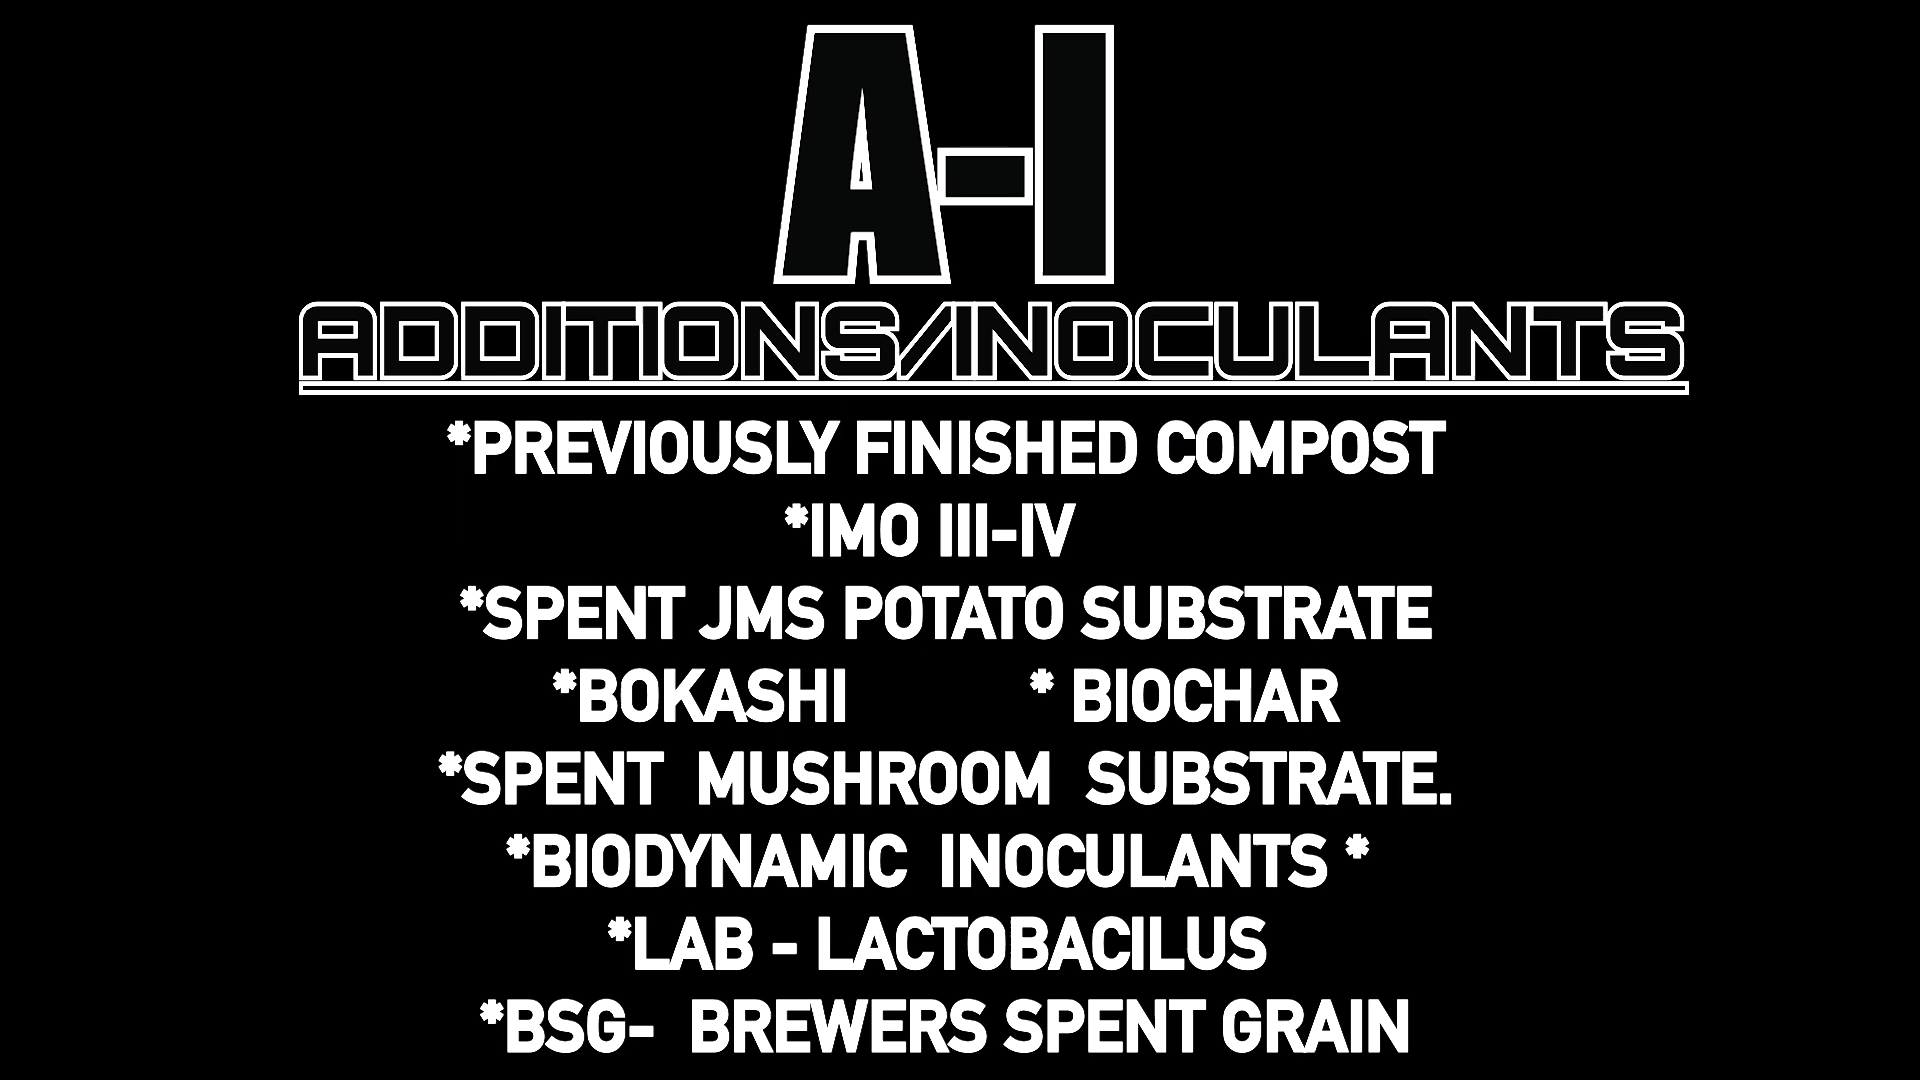 A-I
ADDITIONS/INOCULANTS
*PREVIOUSLY FINISHED COMPOST
*IMO III-IV
*SPENT JMS POTATO SUBSTRATE
*BOKASHI * BIOCHAR
*SPENT MUSHROOM SUBSTRATE.
*BIODYNAMIC INOCULANTS *
*LAB - LACTOBACILUS
*BSG- BREWERS SPENT GRAIN